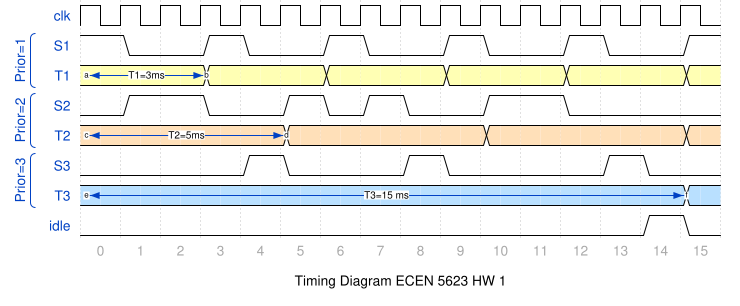 clk
Prior=1
S1
T1
a
T1=3ms
b
Prior=2
S2
T2
c
T2=5ms
d
Prior=3
S3
T3
e
T3=15 ms
f
idle
0 1 2 3 4 5 6 7 8 9 10 11 12 13 14 15
Timing Diagram ECEN 5623 HW 1